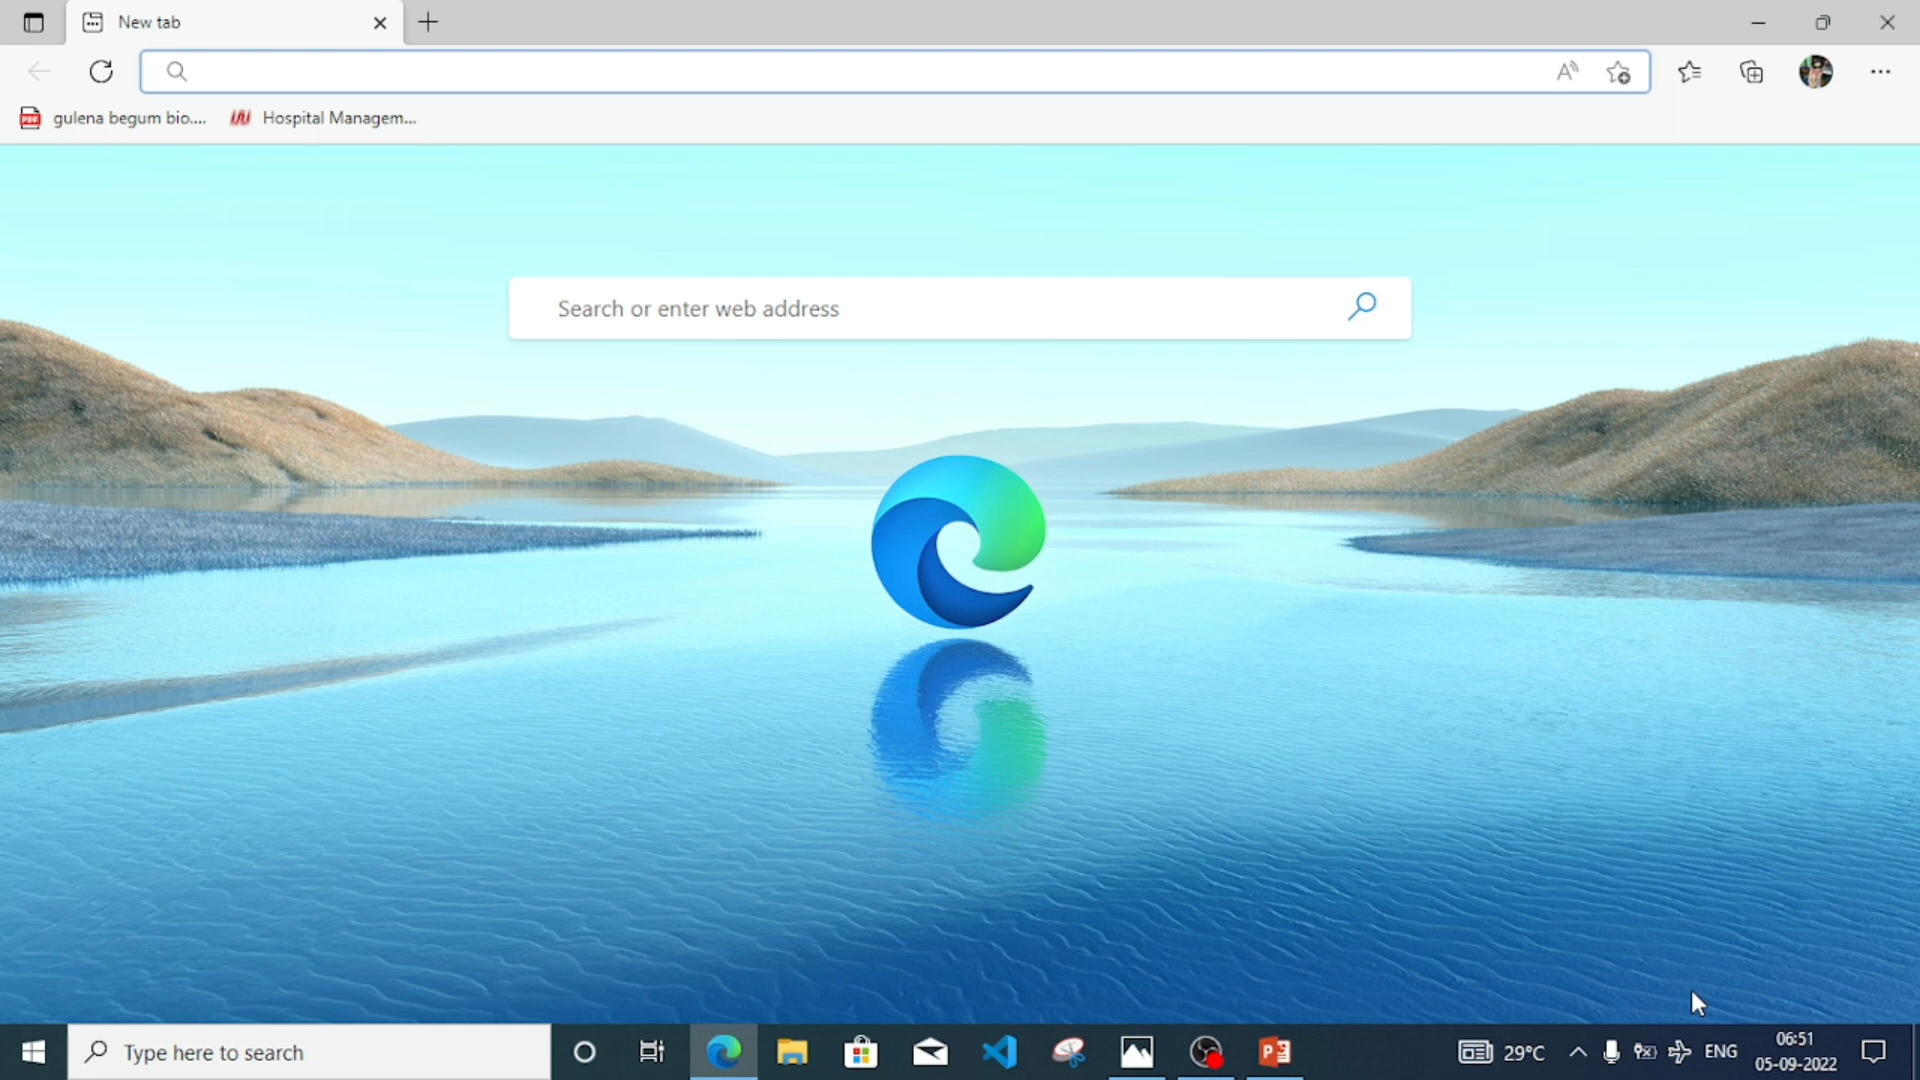 New tab
gulena begum bio....
Hospital Managem...
Search or enter web address
Type here to search
29°C
ENG
06:51
05-09-2022